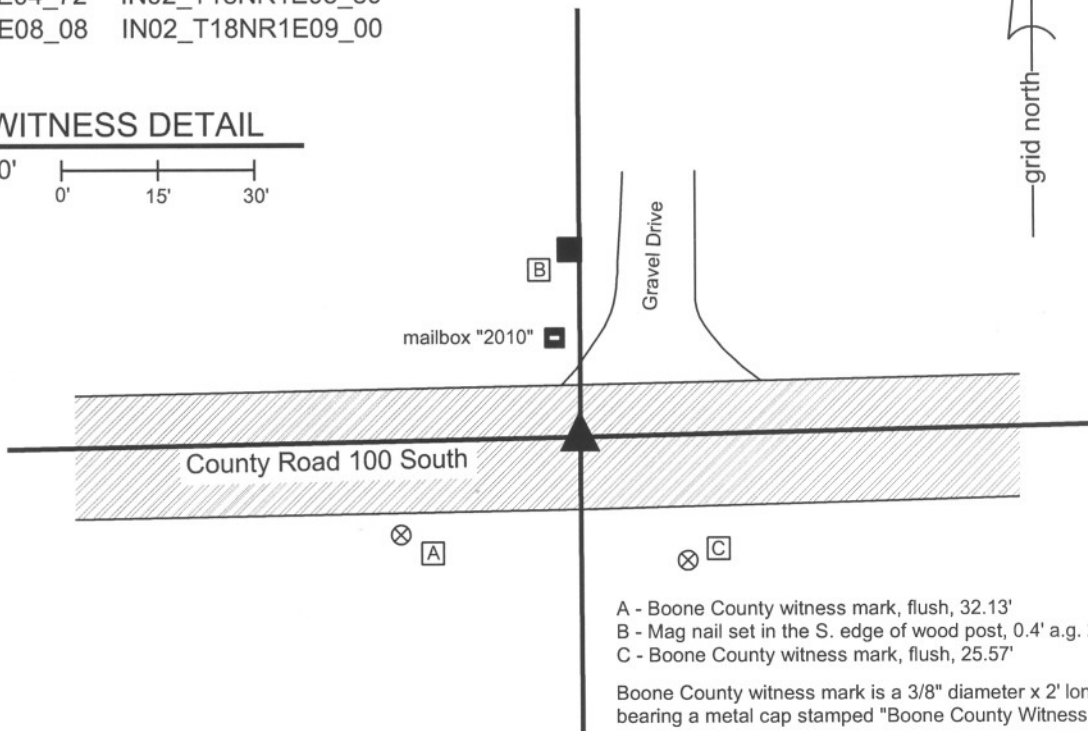 IN02_T18NR1E09_00
WITNESS DETAIL
0' 15' 30'
grid north
Gravel Drive
B
mailbox "2010"
County Road 100 South
A
C
A - Boone County witness mark, flush, 32.13'
B - Mag nail set in the S. edge of wood post, 0.4' a.g.
C - Boone County witness mark, flush, 25.57'
Boone County witness mark is a 3/8" diameter x 2'
bearing a metal cap stamped "Boone County Witness